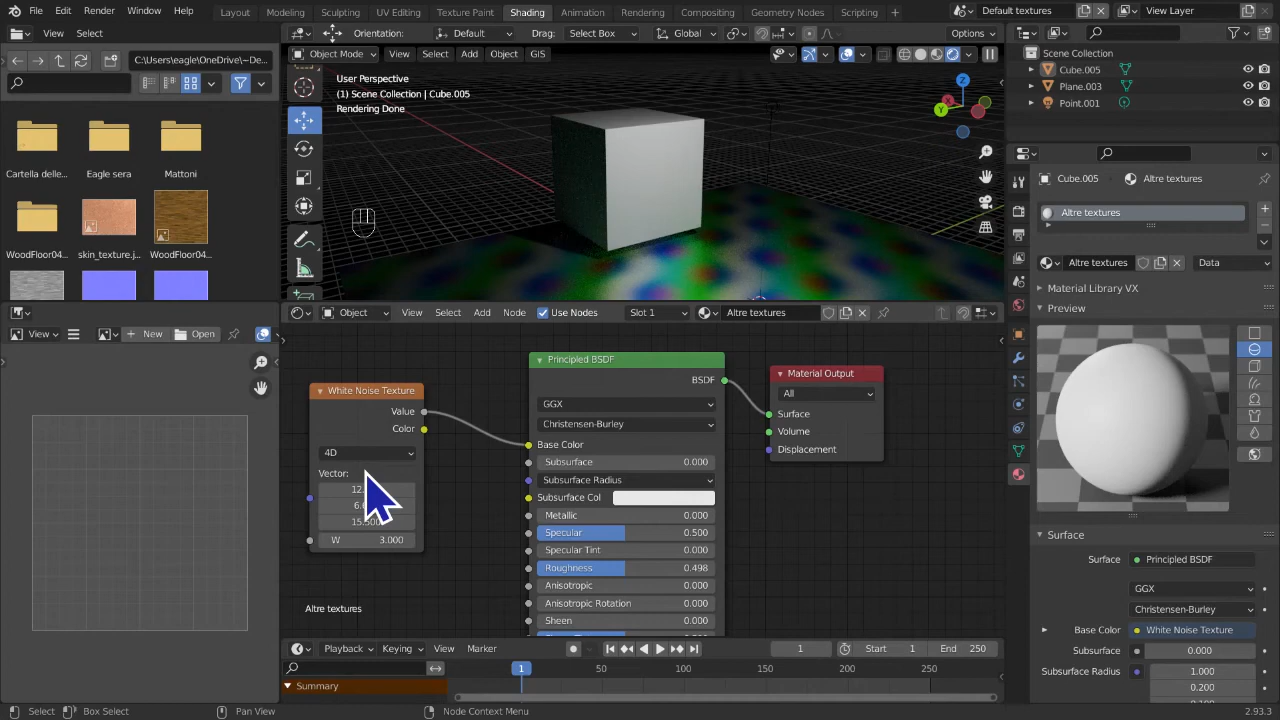 File Edit Render Window Help Layout Modeling Sculpting UV Editing Texture Paint Shading Animation Rendering Compositing Geometry Nodes Scripting + Default textures View Layer
View Select
C:\Users\eagle\OneDrive\~De...
Cartella delle... Eagle sera Mattoni
WoodFloor04... skin_texture.j... WoodFloor04...
Orientation: Default Drag: Select Box Global
Object Mode View Select Add Object GIS Options
User Perspective
(1) Scene Collection | Cube.005
Rendering Done
X Y Z
Scene Collection
Cube.005
Plane.003
Point.001
Cube.005 Altre textures
Altre textures
Altre textures Data
Material Library VX
Preview
View New Open
Object View Select Add Node Use Nodes Slot 1 Altre textures
White Noise Texture
Value
Color
4D
Vector:
W 3.000
Principled BSDF
BSDF
GGX
Christensen-Burley
Base Color
Subsurface 0.000
Subsurface Radius
Subsurface Col
Metallic 0.000
Specular 0.500
Specular Tint 0.000
Roughness 0.498
Anisotropic 0.000
Anisotropic Rotation 0.000
Sheen 0.000
Material Output
All
Surface
Volume
Displacement
Altre textures
Surface
Surface Principled BSDF
GGX
Christensen-Burley
Base Color White Noise Texture
Subsurface 0.000
Subsurface Radius 1.000
0.200
Playback Keying View Marker 1 Start 1 End 250
1 50 100 150 200 250
Summary
Select Box Select Pan View Node Context Menu 2.93.3